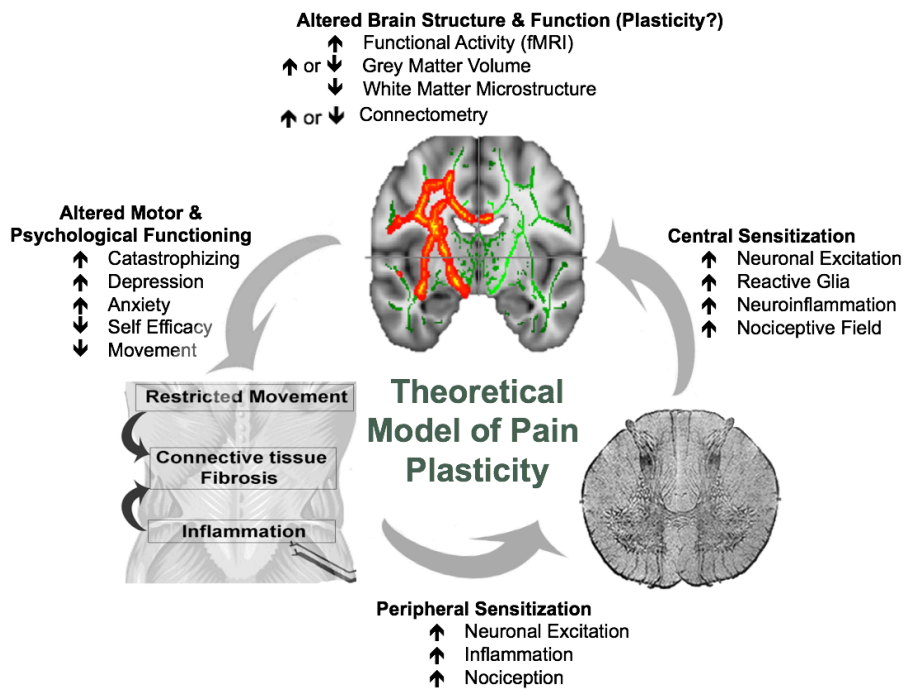 Altered Brain Structure & Function (Plasticity?)
🡹 Functional Activity (fMRI)
🡹 or 🡻 Grey Matter Volume
🡻 White Matter Microstructure
🡹 or 🡻 Connectometry
Altered Motor &
Psychological Functioning
🡹 Catastrophizing
🡹 Depression
🡹 Anxiety
🡻 Self Efficacy
🡻 Movement
Central Sensitization
🡹 Neuronal Excitation
🡹 Reactive Glia
🡹 Neuroinflammation
🡹 Nociceptive Field
Theoretical
Model of Pain
Plasticity
Restricted Movement
Connective tissue
Fibrosis
Inflammation
Peripheral Sensitization
🡹 Neuronal Excitation
🡹 Inflammation
🡹 Nociception